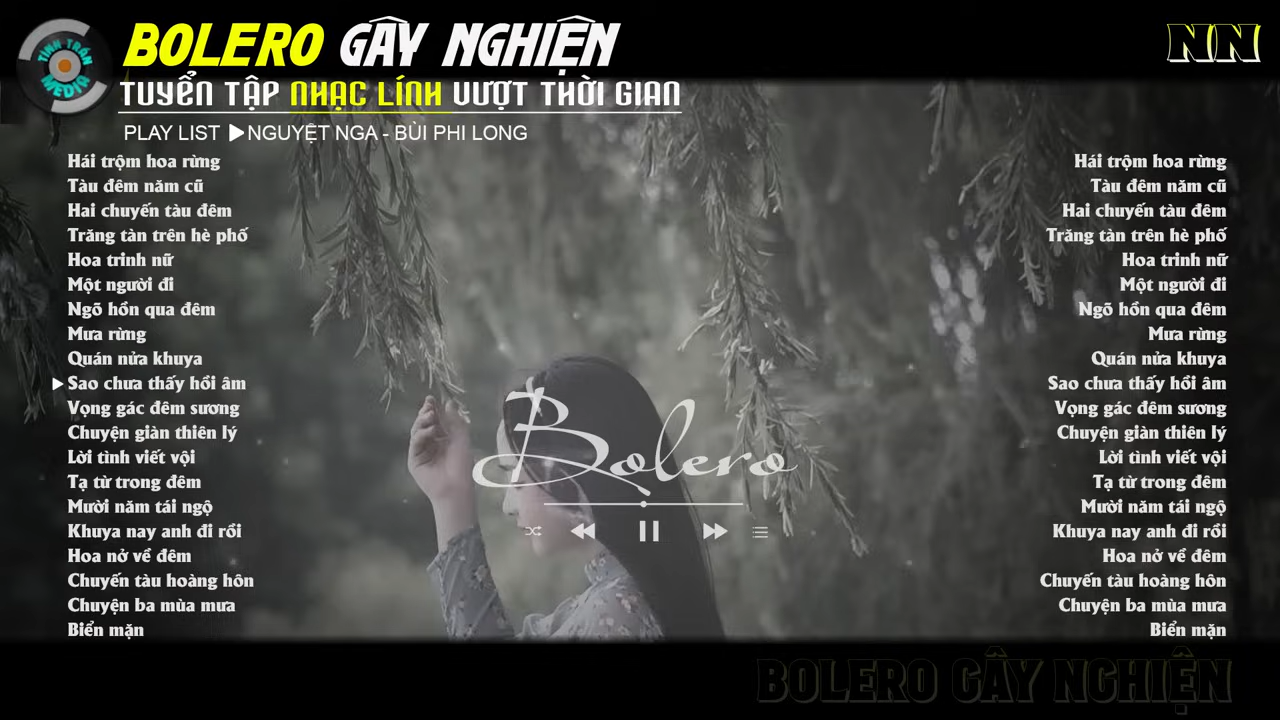 BOLERO GÂY NGHIỆN
NN
TÌNH TRẦN
MEDIA
TUYỂN TẬP NHẠC LÍNH VƯỢT THỜI GIAN
PLAY LIST ▶NGUYỆT NGA - BÙI PHI LONG
Hái trộm hoa rừng
Tàu đêm năm cũ
Hai chuyến tàu đêm
Trăng tàn trên hè phố
Hoa trinh nữ
Một người đi
Ngõ hồn qua đêm
Mưa rừng
Quán nửa khuya
Sao chưa thấy hồi âm
Vọng gác đêm sương
Chuyện giàn thiên lý
Lời tình viết vội
Tạ từ trong đêm
Mười năm tái ngộ
Khuya nay anh đi rồi
Hoa nở về đêm
Chuyến tàu hoàng hôn
Chuyện ba mùa mưa
Biển mặn
Bolero
Hái trộm hoa rừng
Tàu đêm năm cũ
Hai chuyến tàu đêm
Trăng tàn trên hè phố
Hoa trinh nữ
Một người đi
Ngõ hồn qua đêm
Mưa rừng
Quán nửa khuya
Sao chưa thấy hồi âm
Vọng gác đêm sương
Chuyện giàn thiên lý
Lời tình viết vội
Tạ từ trong đêm
Mười năm tái ngộ
Khuya nay anh đi rồi
Hoa nở về đêm
Chuyến tàu hoàng hôn
Chuyện ba mùa mưa
Biển mặn
BOLERO GÂY NGHIỆN